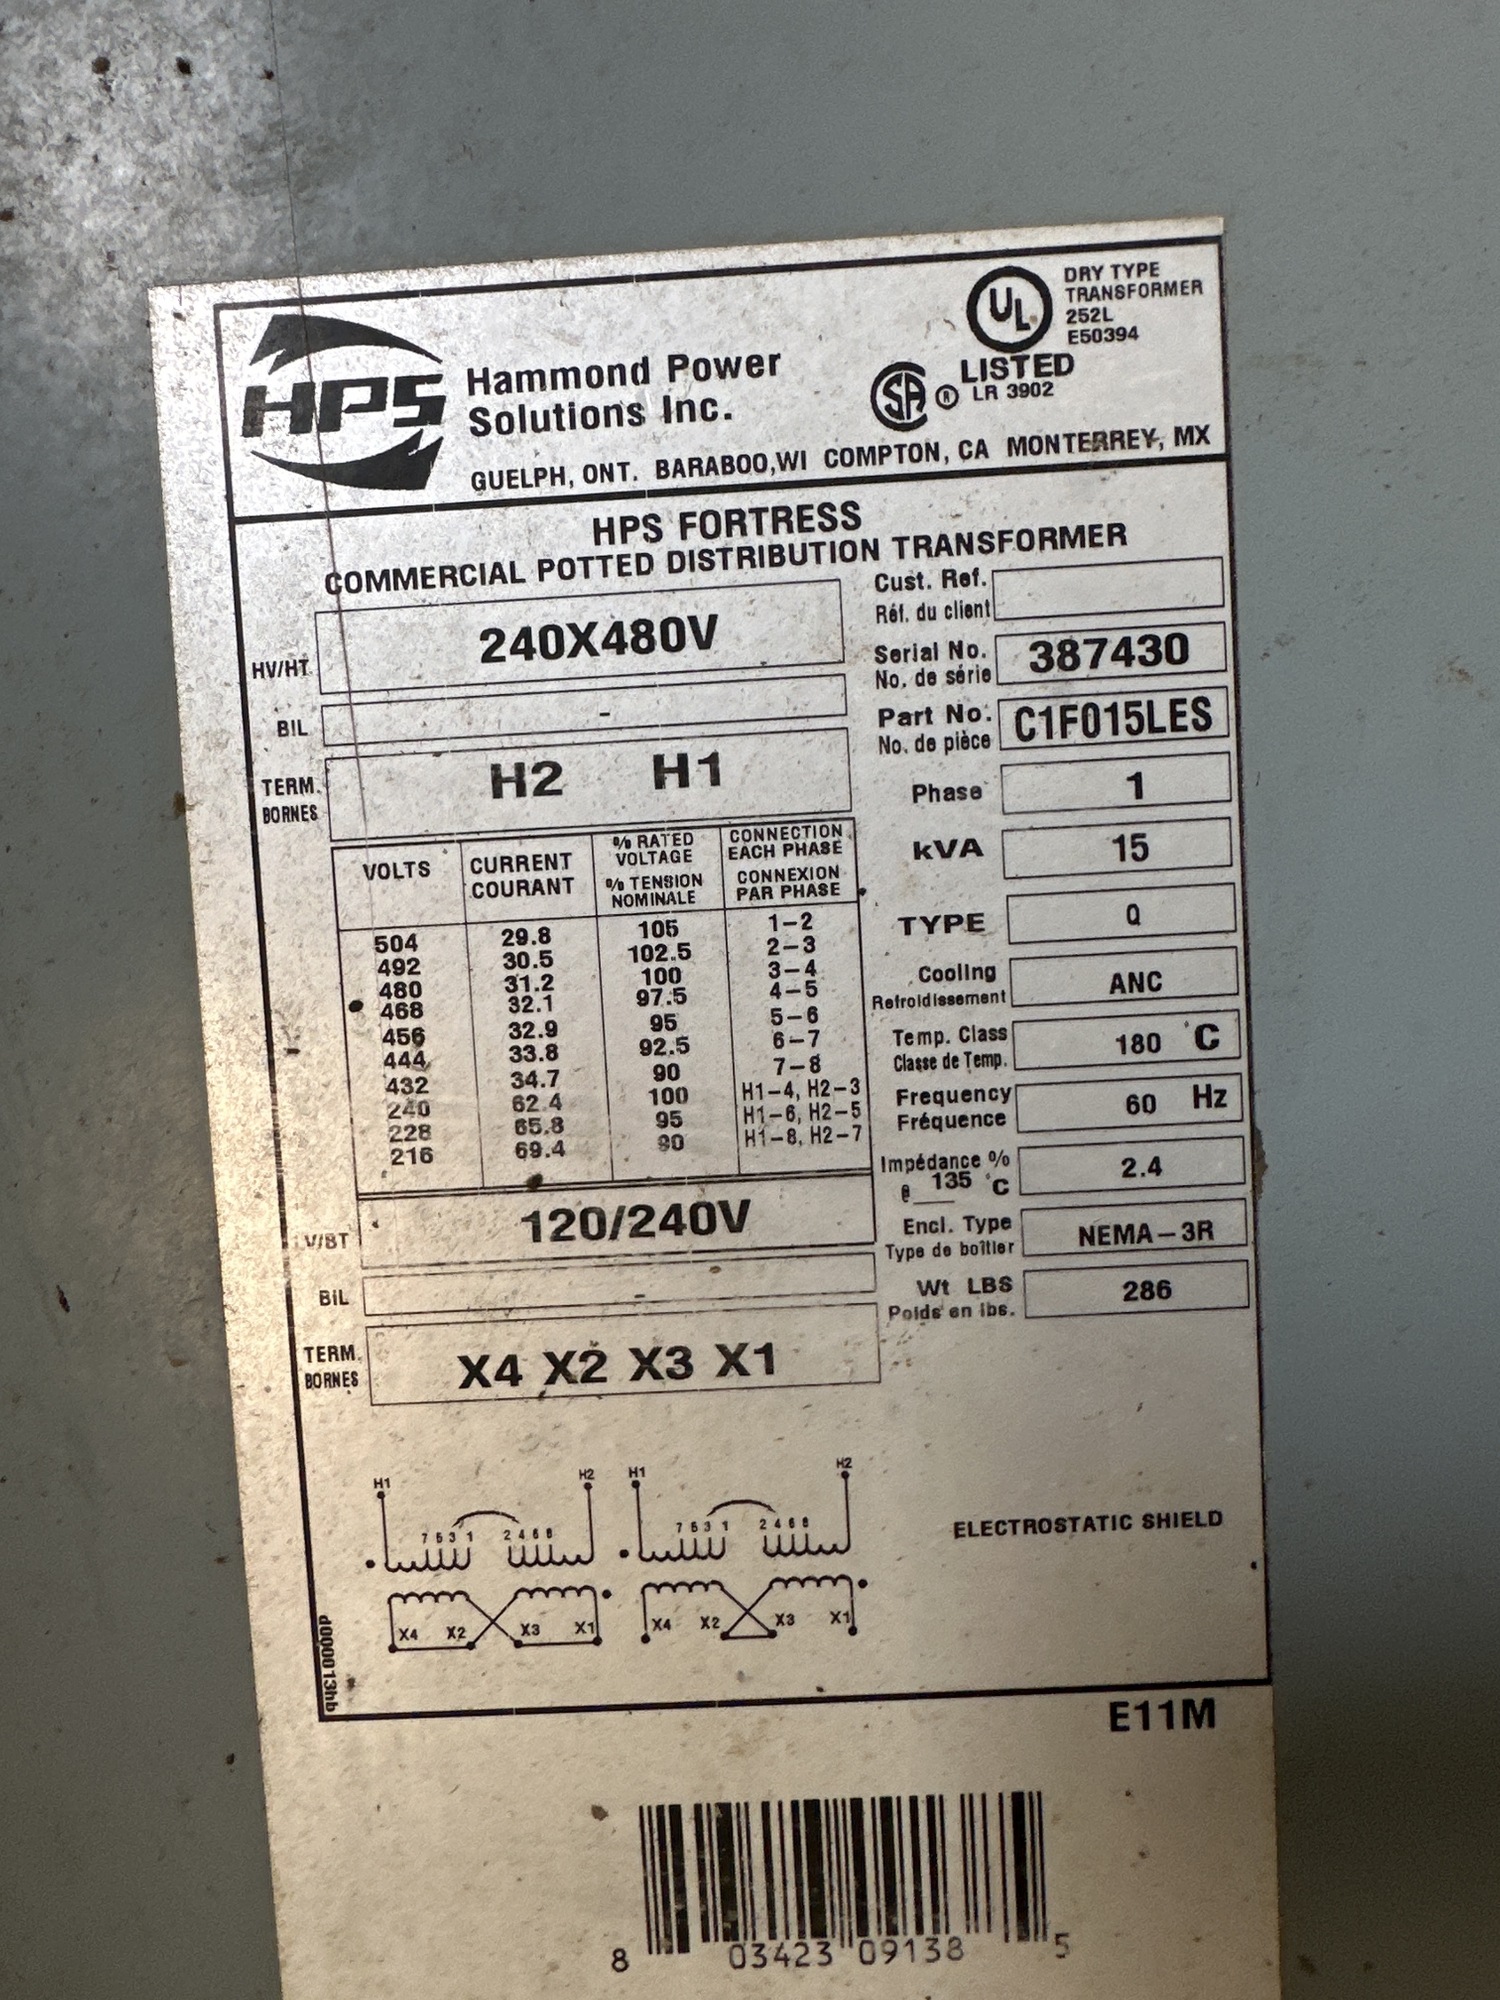 UL
DRY TYPE
TRANSFORMER
252L
E50394
LISTED
SA ® LR 3902
HPS
Hammond Power
Solutions Inc.
GUELPH, ONT. BARABOO,WI COMPTON, CA MONTERREY, MX
HPS FORTRESS
COMMERCIAL POTTED DISTRIBUTION TRANSFORMER
HV/HT 240X480V
BIL -
TERM. BORNES H2 H1
Cust. Ref.
Réf. du client
Serial No. 387430
No. de série
Part No. C1F015LES
No. de pièce
Phase 1
kVA 15
TYPE Q
Cooling ANC
Refroidissement
Temp. Class 180 °C
Classe de Temp.
Frequency 60 Hz
Fréquence
Impédance % 2.4
@ 135 °C
Encl. Type NEMA-3R
Type de boîtier
Wt LBS 286
Poids en lbs.
VOLTS
CURRENT
COURANT
% RATED
VOLTAGE
% TENSION
NOMINALE
CONNECTION
EACH PHASE
CONNEXION
PAR PHASE
504 29.8 105 1-2
492 30.5 102.5 2-3
480 31.2 100 3-4
468 32.1 97.5 4-5
456 32.9 95 5-6
444 33.8 92.5 6-7
432 34.7 90 7-8
240 62.4 100 H1-4, H2-3
228 65.8 95 H1-6, H2-5
216 69.4 90 H1-8, H2-7
V/BT 120/240V
BIL -
TERM.
BORNES
X4 X2 X3 X1
H1 H2 H1 H2
7 5 3 1 2 4 6 8 7 5 3 1 2 4 6 8
X4 X2 X3 X1 X4 X2 X3 X1
ELECTROSTATIC SHIELD
d00013hb
E11M
8 03423 09138 5